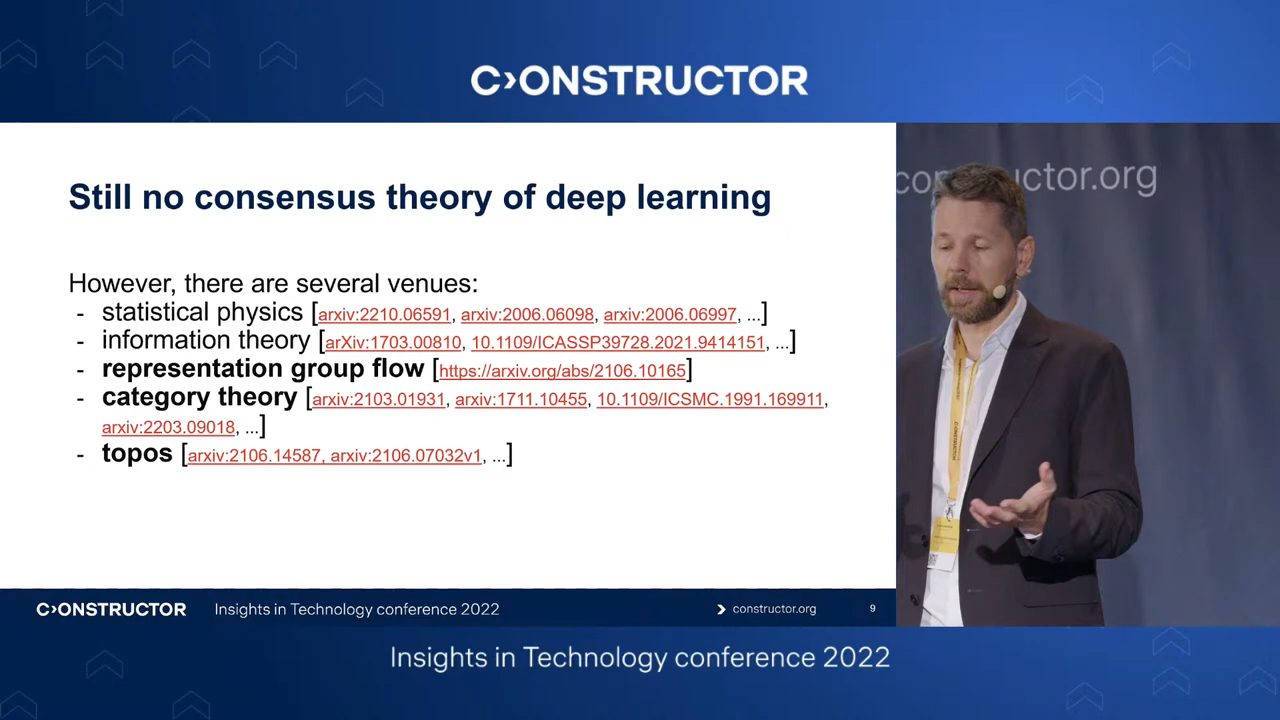 C›ONSTRUCTOR
constructor.org
Still no consensus theory of deep learning
However, there are several venues:
- statistical physics [arxiv:2210.06591, arxiv:2006.06098, arxiv:2006.06997, ...]
- information theory [arXiv:1703.00810, 10.1109/ICASSP39728.2021.9414151, ...]
- representation group flow [https://arxiv.org/abs/2106.10165]
- category theory [arxiv:2103.01931, arxiv:1711.10455, 10.1109/ICSMC.1991.169911,
arxiv:2203.09018, ...]
- topos [arxiv:2106.14587, arxiv:2106.07032v1, ...]
C›ONSTRUCTOR Insights in Technology conference 2022 constructor.org 9
Insights in Technology conference 2022